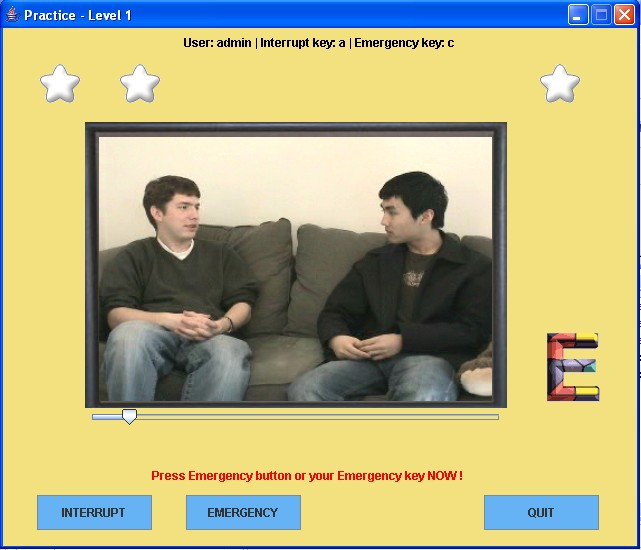 Practice - Level 1
User: admin | Interrupt key: a | Emergency key: c
E
Press Emergency button or your Emergency key NOW !
INTERRUPT
EMERGENCY
QUIT